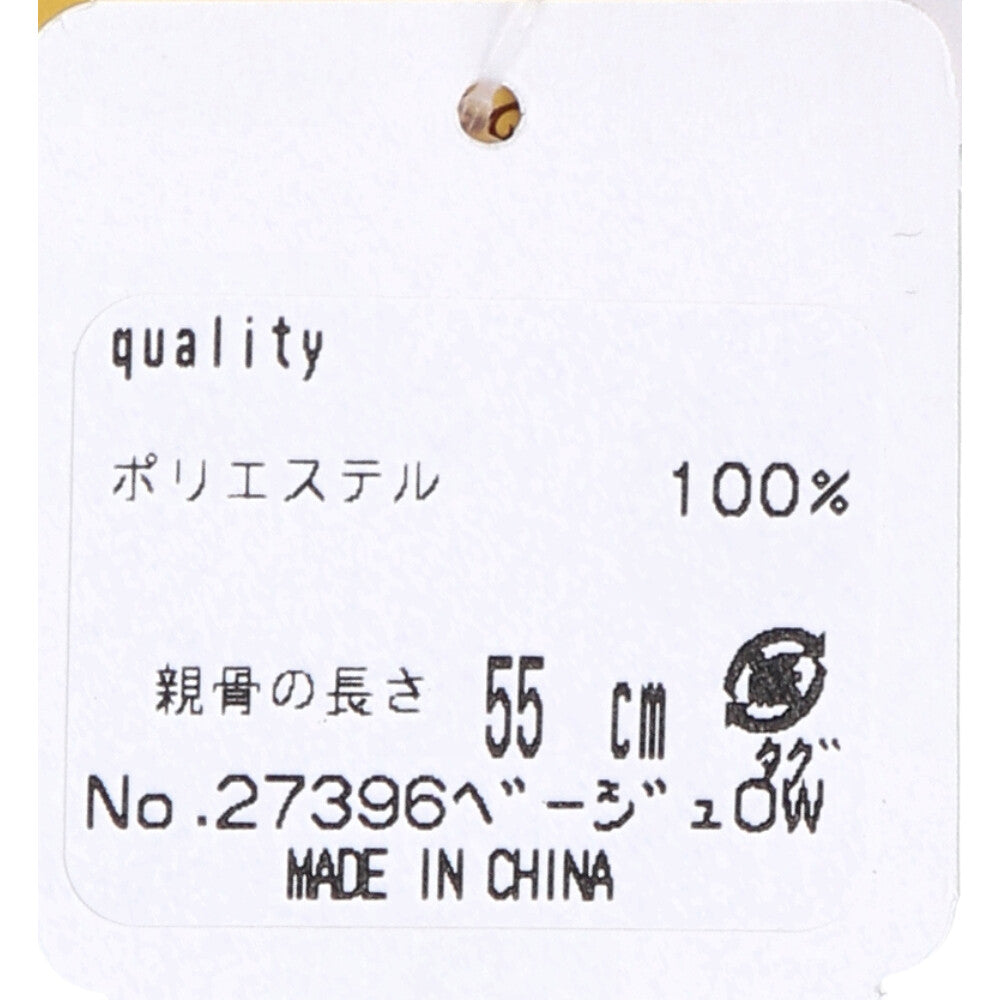 quality
ポリエステル 100%
親骨の長さ 55 cm
タグ
No.27396ベージュOW
MADE IN CHINA